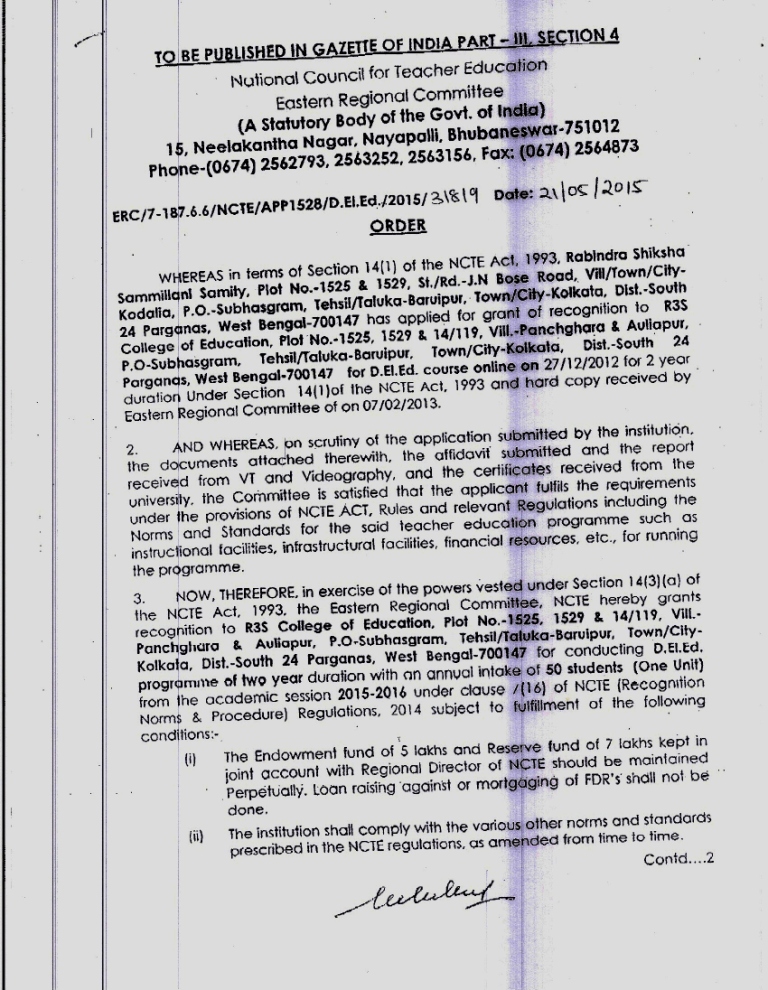 TO BE PUBLISHED IN GAZETTE OF INDIA PART – III, SECTION 4
National Council for Teacher Education
Eastern Regional Committee
(A Statutory Body of the Govt. of India)
15, Neelakantha Nagar, Nayapalli, Bhubaneswar-751012
Phone-(0674) 2562793, 2563252, 2563156, Fax: (0674) 2564873
ERC/7-187.6.6/NCTE/APP1528/D.El.Ed./2015/ 31819 Date: 21/05/2015
ORDER
WHEREAS in terms of Section 14(1) of the NCTE Act, 1993, Rabindra Shiksha
Sammillani Samity, Plot No.-1525 & 1529, St./Rd.-J.N Bose Road, Vill/Town/City-
Kodalia, P.O.-Subhasgram, Tehsil/Taluka-Baruipur, Town/City-Kolkata, Dist.-South
24 Parganas, West Bengal-700147 has applied for grant of recognition to R3S
College of Education, Plot No.-1525, 1529 & 14/119, Vill.-Panchghara & Auliapur,
P.O-Subhasgram, Tehsil/Taluka-Baruipur, Town/City-Kolkata, Dist.-South 24
Parganas, West Bengal-700147 for D.El.Ed. course online on 27/12/2012 for 2 year
duration Under Section 14(1)of the NCTE Act, 1993 and hard copy received by
Eastern Regional Committee of on 07/02/2013.
2. AND WHEREAS, on scrutiny of the application submitted by the institution,
the documents attached therewith, the affidavit submitted and the report
received from VT and Videography, and the certificates received from the
university, the Committee is satisfied that the applicant fulfils the requirements
under the provisions of NCTE ACT, Rules and relevant Regulations including the
Norms and Standards for the said teacher education programme such as
instructional facilities, infrastructural facilities, financial resources, etc., for running
the programme.
3. NOW, THEREFORE, in exercise of the powers vested under Section 14(3)(a) of
the NCTE Act, 1993, the Eastern Regional Committee, NCTE hereby grants
recognition to R3S College of Education, Plot No.-1525, 1529 & 14/119, Vill.-
Panchghara & Auliapur, P.O-Subhasgram, Tehsil/Taluka-Baruipur, Town/City-
Kolkata, Dist.-South 24 Parganas, West Bengal-700147 for conducting D.El.Ed.
programme of two year duration with an annual intake of 50 students (One Unit)
from the academic session 2015-2016 under clause 7(16) of NCTE (Recognition
Norms & Procedure) Regulations, 2014 subject to fulfillment of the following
conditions:-
(i) The Endowment fund of 5 lakhs and Reserve fund of 7 lakhs kept in
joint account with Regional Director of NCTE should be maintained
Perpetually. Loan raising against or mortgaging of FDR's shall not be
done.
(ii) The institution shall comply with the various other norms and standards
prescribed in the NCTE regulations, as amended from time to time.
Contd....2